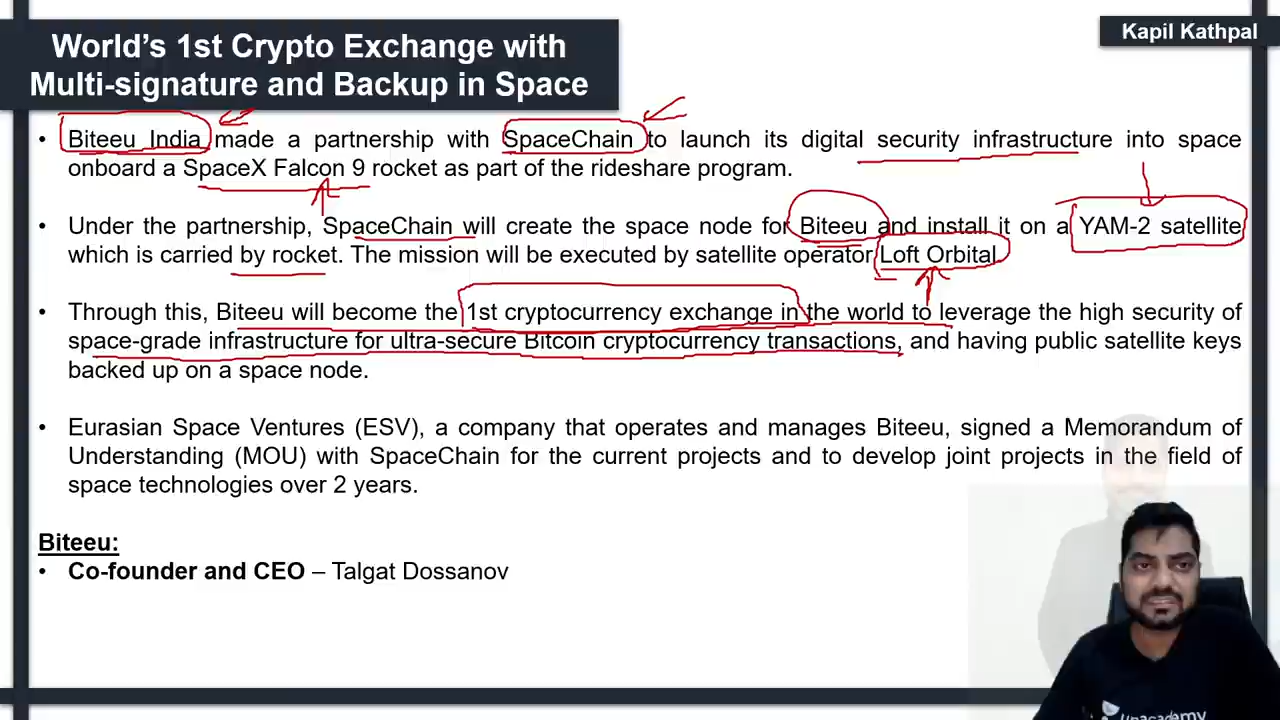 World's 1st Crypto Exchange with
Multi-signature and Backup in Space
Kapil Kathpal
• Biteeu India made a partnership with SpaceChain to launch its digital security infrastructure into space
onboard a SpaceX Falcon 9 rocket as part of the rideshare program.
• Under the partnership, SpaceChain will create the space node for Biteeu and install it on a YAM-2 satellite
which is carried by rocket. The mission will be executed by satellite operator Loft Orbital.
• Through this, Biteeu will become the 1st cryptocurrency exchange in the world to leverage the high security of
space-grade infrastructure for ultra-secure Bitcoin cryptocurrency transactions, and having public satellite keys
backed up on a space node.
• Eurasian Space Ventures (ESV), a company that operates and manages Biteeu, signed a Memorandum of
Understanding (MOU) with SpaceChain for the current projects and to develop joint projects in the field of
space technologies over 2 years.
Biteeu:
• Co-founder and CEO – Talgat Dossanov
unacademy